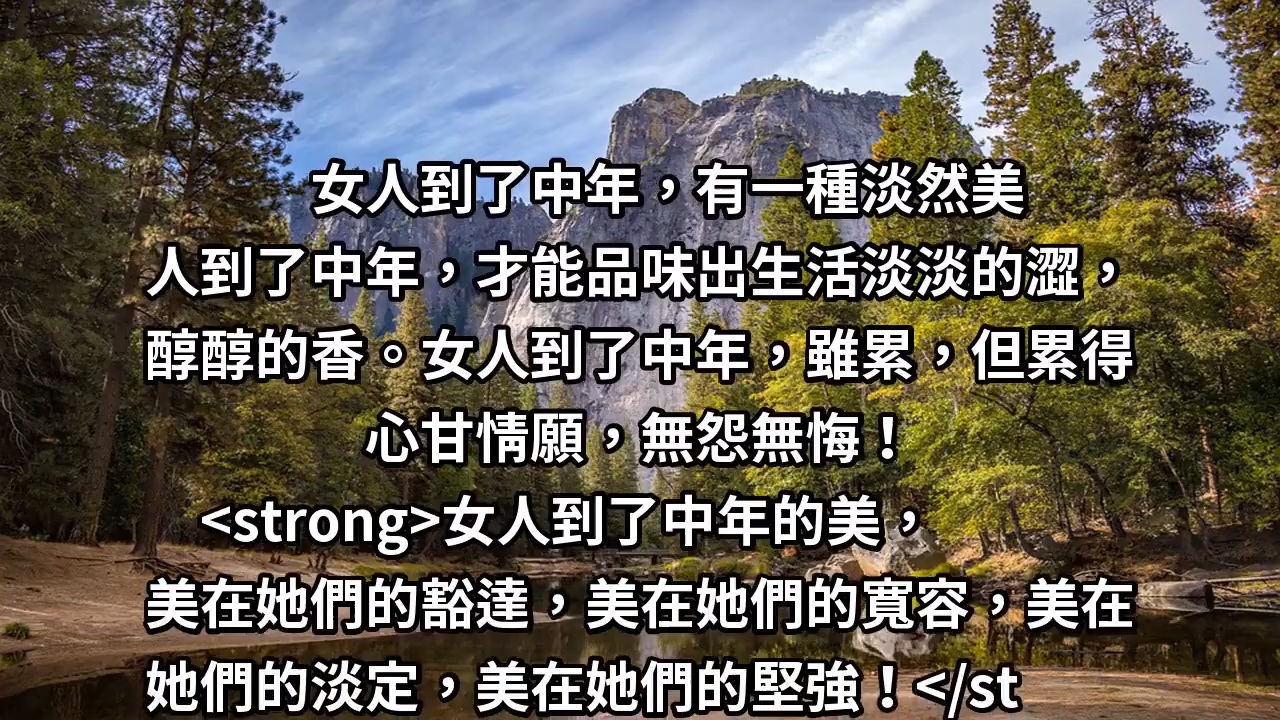 女人到了中年，有一種淡然美
人到了中年，才能品味出生活淡淡的澀，
醇醇的香。女人到了中年，雖累，但累得
心甘情願，無怨無悔！
<strong>女人到了中年的美，
美在她們的豁達，美在她們的寬容，美在
她們的淡定，美在她們的堅強！</st